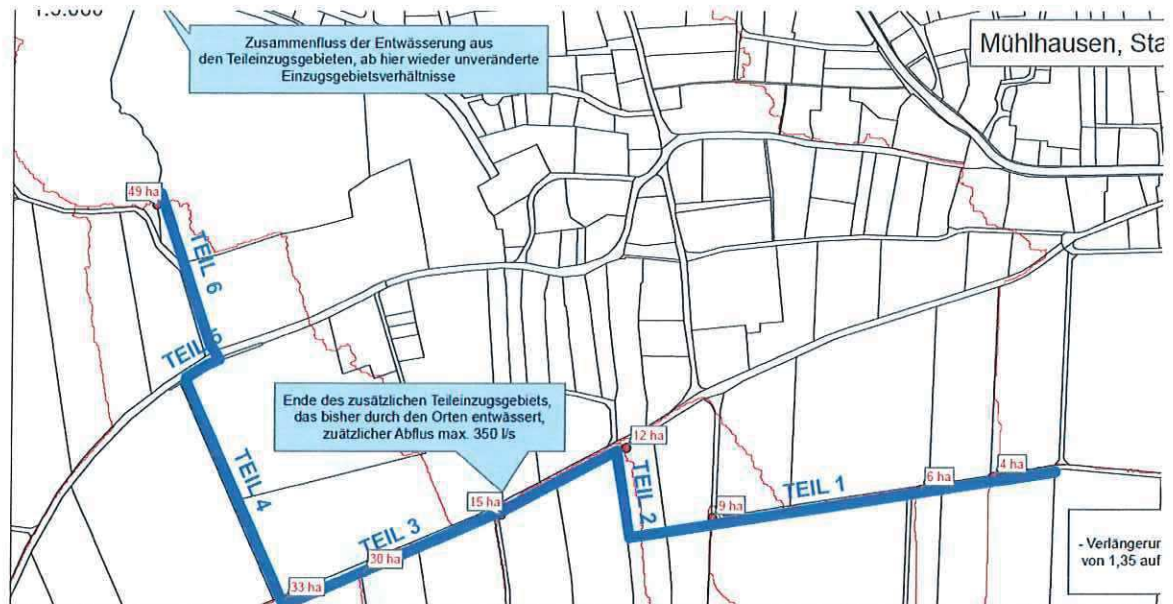 1:5.000
Zusammenfluss der Entwässerung aus
den Teileinzugsgebieten, ab hier wieder unveränderte
Einzugsgebietsverhältnisse
Mühlhausen, Sta
49 ha
TEIL 6
TEIL 5
Ende des zusätzlichen Teileinzugsgebiets,
das bisher durch den Orten entwässert,
zuätzlicher Abflus max. 350 l/s
12 ha
TEIL 4
TEIL 2
TEIL 1
4 ha
6 ha
9 ha
15 ha
TEIL 3
30 ha
33 ha
- Verlängerur
von 1,35 auf